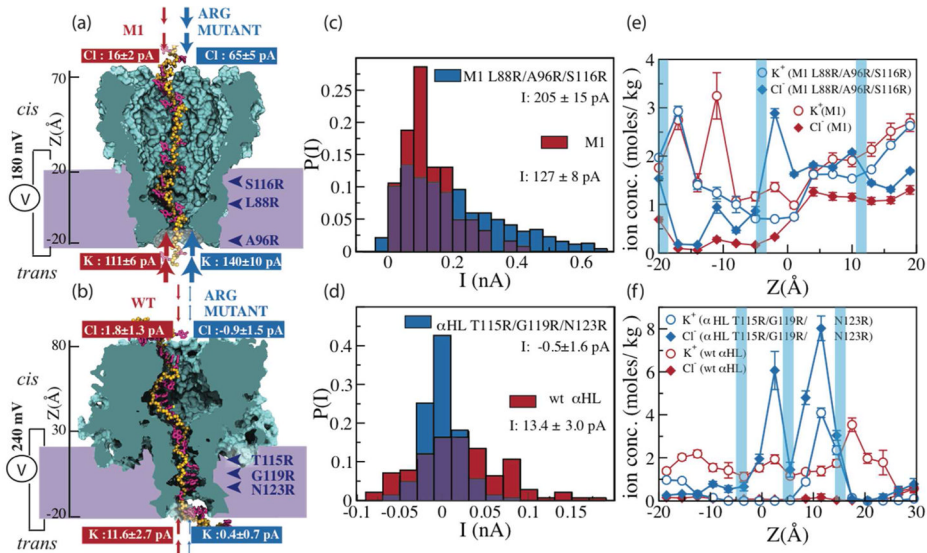 (a)
M1
ARG
MUTANT
Cl : 16±2 pA
Cl : 65±5 pA
70
cis
Z(Å)
180 mV
20
V
S116R
L88R
-20
A96R
trans
K : 111±6 pA
K : 140±10 pA
(b)
WT
ARG
MUTANT
Cl :1.8±1.3 pA
Cl :-0.9±1.5 pA
80
cis
Z(Å)
240 mV
30
V
T115R
G119R
N123R
-20
trans
K :11.6±2.7 pA
K :0.4±0.7 pA
(c)
0.3
0.25
0.2
0.15
0.1
0.05
0
P(I)
M1 L88R/A96R/S116R
I: 205 ± 15 pA
M1
I: 127 ± 8 pA
0 0.2 0.4 0.6
I (nA)
(d)
0.5
0.4
0.3
0.2
0.1
0
P(I)
αHL T115R/G119R/N123R
I: -0.5±1.6 pA
wt αHL
I: 13.4 ± 3.0 pA
-0.1 -0.05 0 0.05 0.1 0.15 0.2
I (nA)
(e)
ion conc. (moles/ kg)
4
3
2
1
0
K⁺ (M1 L88R/A96R/S116R)
Cl⁻ (M1 L88R/A96R/S116R)
K⁺(M1)
Cl⁻(M1)
-20 -10 0 10 20
Z(Å)
(f)
ion conc. (moles/ kg)
8
6
4
2
0
K⁺ (αHL T115R/G119R/ N123R)
Cl⁻ (αHL T115R/G119R/ N123R)
K⁺ (wt αHL)
Cl⁻ (wt αHL)
-20 -10 0 10 20 30
Z(Å)